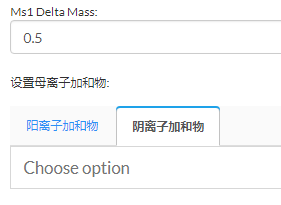 Ms1 Delta Mass:
0.5
设置母离子加和物:
阳离子加和物 阴离子加和物
Choose option